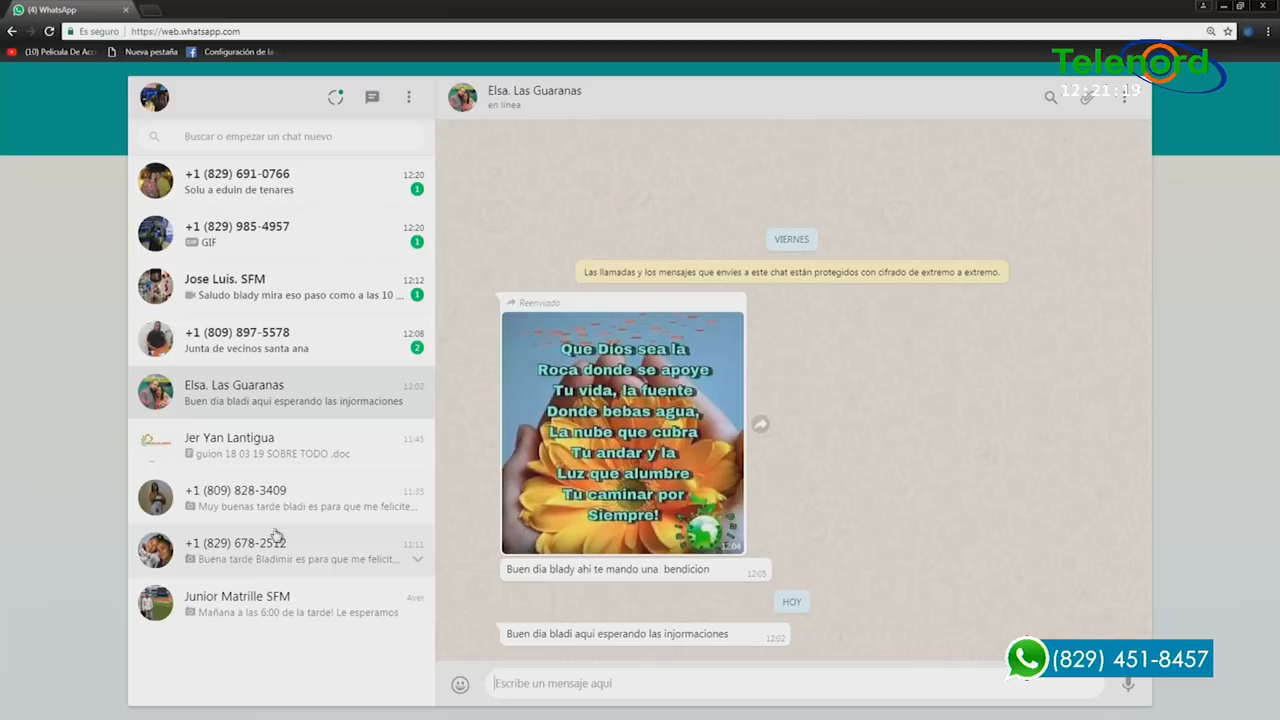 (4) WhatsApp
Es seguro
https://web.whatsapp.com
(10) Pelicula De Acc
Nueva pestaña
Configuración de la
Telenord
12:21:19
Buscar o empezar un chat nuevo
+1 (829) 691-0766
12:20
Solu a eduin de tenares
1
+1 (829) 985-4957
12:20
GIF
1
Jose Luis. SFM
12:12
Saludo blady mira eso paso como a las 10 ...
1
+1 (809) 897-5578
12:08
Junta de vecinos santa ana
2
Elsa. Las Guaranas
12:02
Buen dia bladi aqui esperando las injormaciones
Jer Yan Lantigua
11:45
guion 18 03 19 SOBRE TODO .doc
+1 (809) 828-3409
11:35
Muy buenas tarde bladi es para que me felicite...
+1 (829) 678-2512
11:11
Buena tarde Bladimir es para que me felicit...
Junior Matrille SFM
Ayer
Mañana a las 6:00 de la tarde! Le esperamos
Elsa. Las Guaranas
en línea
VIERNES
Las llamadas y los mensajes que envíes a este chat están protegidos con cifrado de extremo a extremo.
Reenviado
Que Dios sea la
Roca donde se apoye
Tu vida, la fuente
Donde bebas agua,
La nube que cubra
Tu andar y la
Luz que alumbre
Tu caminar por
Siempre!
12:04
Buen dia blady ahi te mando una bendicion
12:05
HOY
Buen dia bladi aqui esperando las injormaciones
12:02
Escribe un mensaje aquí
(829) 451-8457